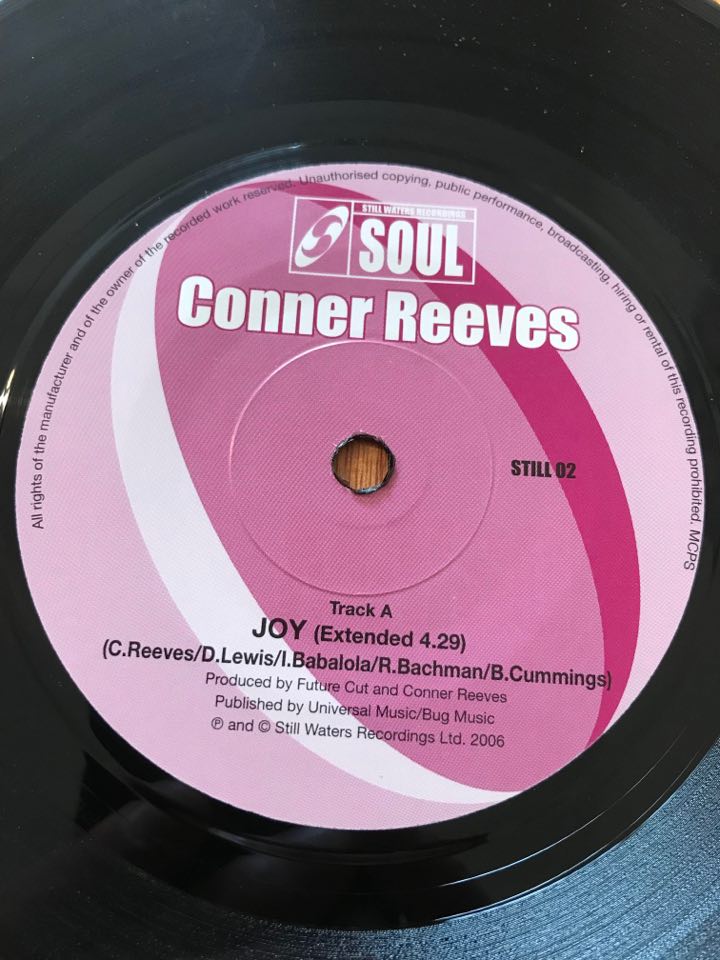 All rights of the manufacturer and of the owner of the recorded work reserved. Unauthorised copying, public performance, broadcasting, hiring or rental of this recording prohibited. MCPS
STILL WATERS RECORDINGS
SOUL
Conner Reeves
STILL 02
Track A
JOY (Extended 4.29)
(C.Reeves/D.Lewis/I.Babalola/R.Bachman/B.Cummings)
Produced by Future Cut and Conner Reeves
Published by Universal Music/Bug Music
℗ and © Still Waters Recordings Ltd. 2006